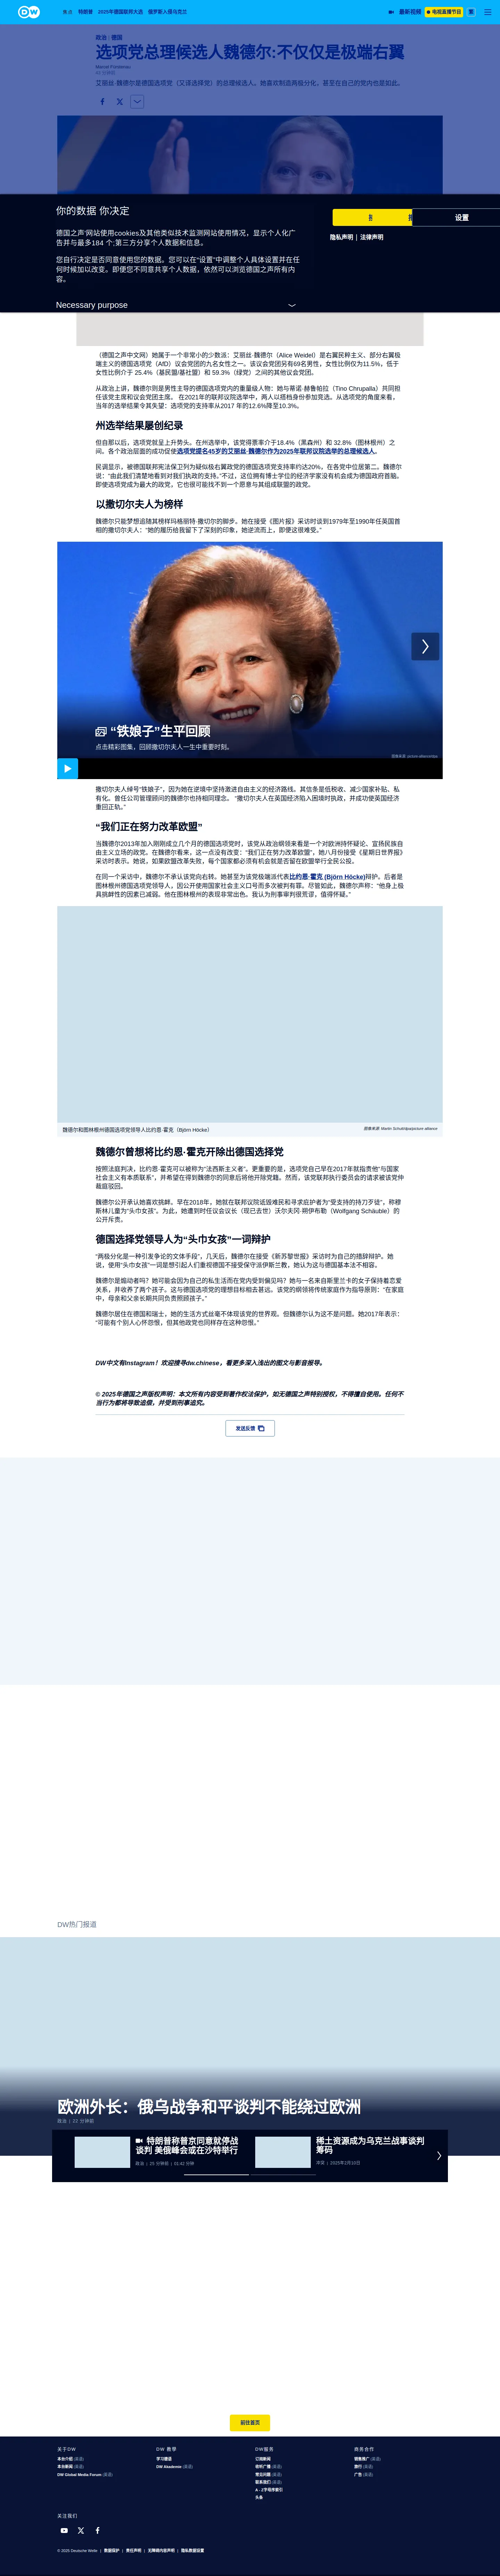 焦点 特朗普 2025年德国联邦大选 俄罗斯入侵乌克兰
最新视频 电视直播节目 繁
政治 | 德国
选项党总理候选人魏德尔:不仅仅是极端右翼
Marcel Fürstenau
艾丽丝·魏德尔是德国选项党（又译选择党）的总理候选人。她喜欢制造两极分化，甚至在自己的党内也是如此。
你的数据 你决定
设置
隐私声明 | 法律声明
德国之声'网站使用cookies及其他类似技术监测网站使用情况，显示个人化广
告并与最多184 个;第三方分享个人数据和信息。
您自行决定是否同意使用您的数据。您可以在"设置"中调整个人具体设置并在任
何时候加以改变。即便您不同意共享个人数据，依然可以浏览德国之声所有内
容。
Necessary purpose
（德国之声中文网）她属于一个非常小的少数派：艾丽丝·魏德尔（Alice Weidel）是右翼民粹主义、部分右翼极
端主义的德国选项党（AfD）议会党团的九名女性之一。该议会党团另有69名男性，女性比例仅为11.5%，低于
女性比例介于 25.4%（基民盟/基社盟）和 59.3%（绿党）之间的其他议会党团。
从政治上讲，魏德尔则是男性主导的德国选项党内的重量级人物：她与蒂诺·赫鲁帕拉（Tino Chrupalla）共同担
任该党主席和议会党团主席。 在2021年的联邦议院选举中，两人以搭档身份参加竞选。从选项党的角度来看，
当年的选举结果令其失望：选项党的支持率从2017 年的12.6%降至10.3%。
州选举结果屡创纪录
但自那以后，选项党就呈上升势头。在州选举中，该党得票率介于18.4%（黑森州）和 32.8%（图林根州）之
间。各个政治层面的成功促使选项党提名45岁的艾丽丝·魏德尔作为2025年联邦议院选举的总理候选人。
民调显示，被德国联邦宪法保卫列为疑似极右翼政党的德国选项党支持率约达20%，在各党中位居第二。魏德尔
说："由此我们清楚地看到对我们执政的支持。"不过，这位拥有博士学位的经济学家没有机会成为德国政府首脑。
即使选项党成为最大的政党，它也很可能找不到一个愿意与其组成联盟的政党。
以撒切尔夫人为榜样
魏德尔只能梦想追随其榜样玛格丽特·撒切尔的脚步。她在接受《图片报》采访时谈到1979年至1990年任英国首
相的撒切尔夫人："她的履历给我留下了深刻的印象，她逆流而上，即便这很难受。"
“铁娘子”生平回顾
点击精彩图集，回顾撒切尔夫人一生中重要时刻。
撒切尔夫人绰号“铁娘子”，因为她在逆境中坚持激进自由主义的经济路线。其信条是低税收、减少国家补贴、私
有化。曾任公司管理顾问的魏德尔也持相同理念。 "撒切尔夫人在英国经济陷入困境时执政，并成功使英国经济
重回正轨。"
“我们正在努力改革欧盟”
当魏德尔2013年加入刚刚成立几个月的德国选项党时，该党从政治纲领来看是一个对欧洲持怀疑论、宣扬民族自
由主义立场的政党。在魏德尔看来，这一点没有改变："我们正在努力改革欧盟"，她八月份接受《星期日世界报》
采访时表示。她说，如果欧盟改革失败，每个国家都必须有机会就是否留在欧盟举行全民公投。
在同一个采访中，魏德尔不承认该党向右转。她甚至为该党极端派代表比约恩·霍克 (Björn Höcke)辩护。后者是
图林根州德国选项党领导人，因公开使用国家社会主义口号而多次被判有罪。尽管如此，魏德尔声称："他身上极
具挑衅性的因素已减弱。他在图林根州的表现非常出色。我认为刑事审判很荒谬，值得怀疑。"
魏德尔和图林根州德国选项党领导人比约恩·霍克（Björn Höcke）
图像来源: Martin Schutt/dpa/picture alliance
魏德尔曾想将比约恩·霍克开除出德国选择党
按照法庭判决，比约恩·霍克可以被称为"法西斯主义者"。更重要的是，选项党自己早在2017年就指责他"与国家
社会主义有本质联系"，并希望在得到魏德尔的同意后将他开除党籍。然而，该党联邦执行委员会的请求被该党仲
裁庭驳回。
魏德尔公开承认她喜欢挑衅。早在2018年，她就在联邦议院诋毁难民和寻求庇护者为"受支持的持刀歹徒"，称穆
斯林儿童为"头巾女孩"。为此，她遭到时任议会议长（现已去世）沃尔夫冈·朔伊布勒（Wolfgang Schäuble）的
公开斥责。
德国选择党领导人为“头巾女孩”一词辩护
"两极分化是一种引发争论的文体手段"，几天后，魏德尔在接受《新苏黎世报》采访时为自己的措辞辩护。她
说，使用"头巾女孩"一词是想引起人们重视德国不接受保守派伊斯兰教，她认为这与德国基本法不相容。
魏德尔是煽动者吗？她可能会因为自己的私生活而在党内受到偏见吗？她与一名来自斯里兰卡的女子保持着恋爱
关系，并收养了两个孩子。这与德国选项党的理想目标相去甚远。该党的纲领将传统家庭作为指导原则："在家庭
中，母亲和父亲长期共同负责照顾孩子。"
魏德尔居住在德国和瑞士，她的生活方式丝毫不体现该党的世界观。但魏德尔认为这不是问题。她2017年表示：
"可能有个别人心怀怨恨，但其他政党也同样存在这种怨恨。"
DW中文有Instagram！欢迎搜寻dw.chinese，看更多深入浅出的图文与影音报导。
© 2025年德国之声版权声明：本文所有内容受到著作权法保护，如无德国之声特别授权，不得擅自使用。任何不
当行为都将导致追偿，并受到刑事追究。
发送反馈
DW热门报道
欧洲外长：俄乌战争和平谈判不能绕过欧洲
政治 | 22 分钟前
特朗普称普京同意就停战
谈判 美俄峰会或在沙特举行
政治 | 25 分钟前 | 01:42 分钟
稀土资源成为乌克兰战事谈判
筹码
冲突 | 2025年2月10日
前往首页
关于DW
本台介绍 (英语)
本台新闻 (英语)
DW Global Media Forum (英语)
DW 教学
学习德语
DW Akademie (英语)
DW服务
订阅新闻
收听广播 (英语)
常见问题 (英语)
联系我们 (英语)
A - Z字母序索引
头条
商务合作
销售推广 (英语)
旅行 (英语)
广告 (英语)
关注我们
© 2025 Deutsche Welle | 数据保护 | 责任声明 | 无障碍内容声明 | 隐私数据设置